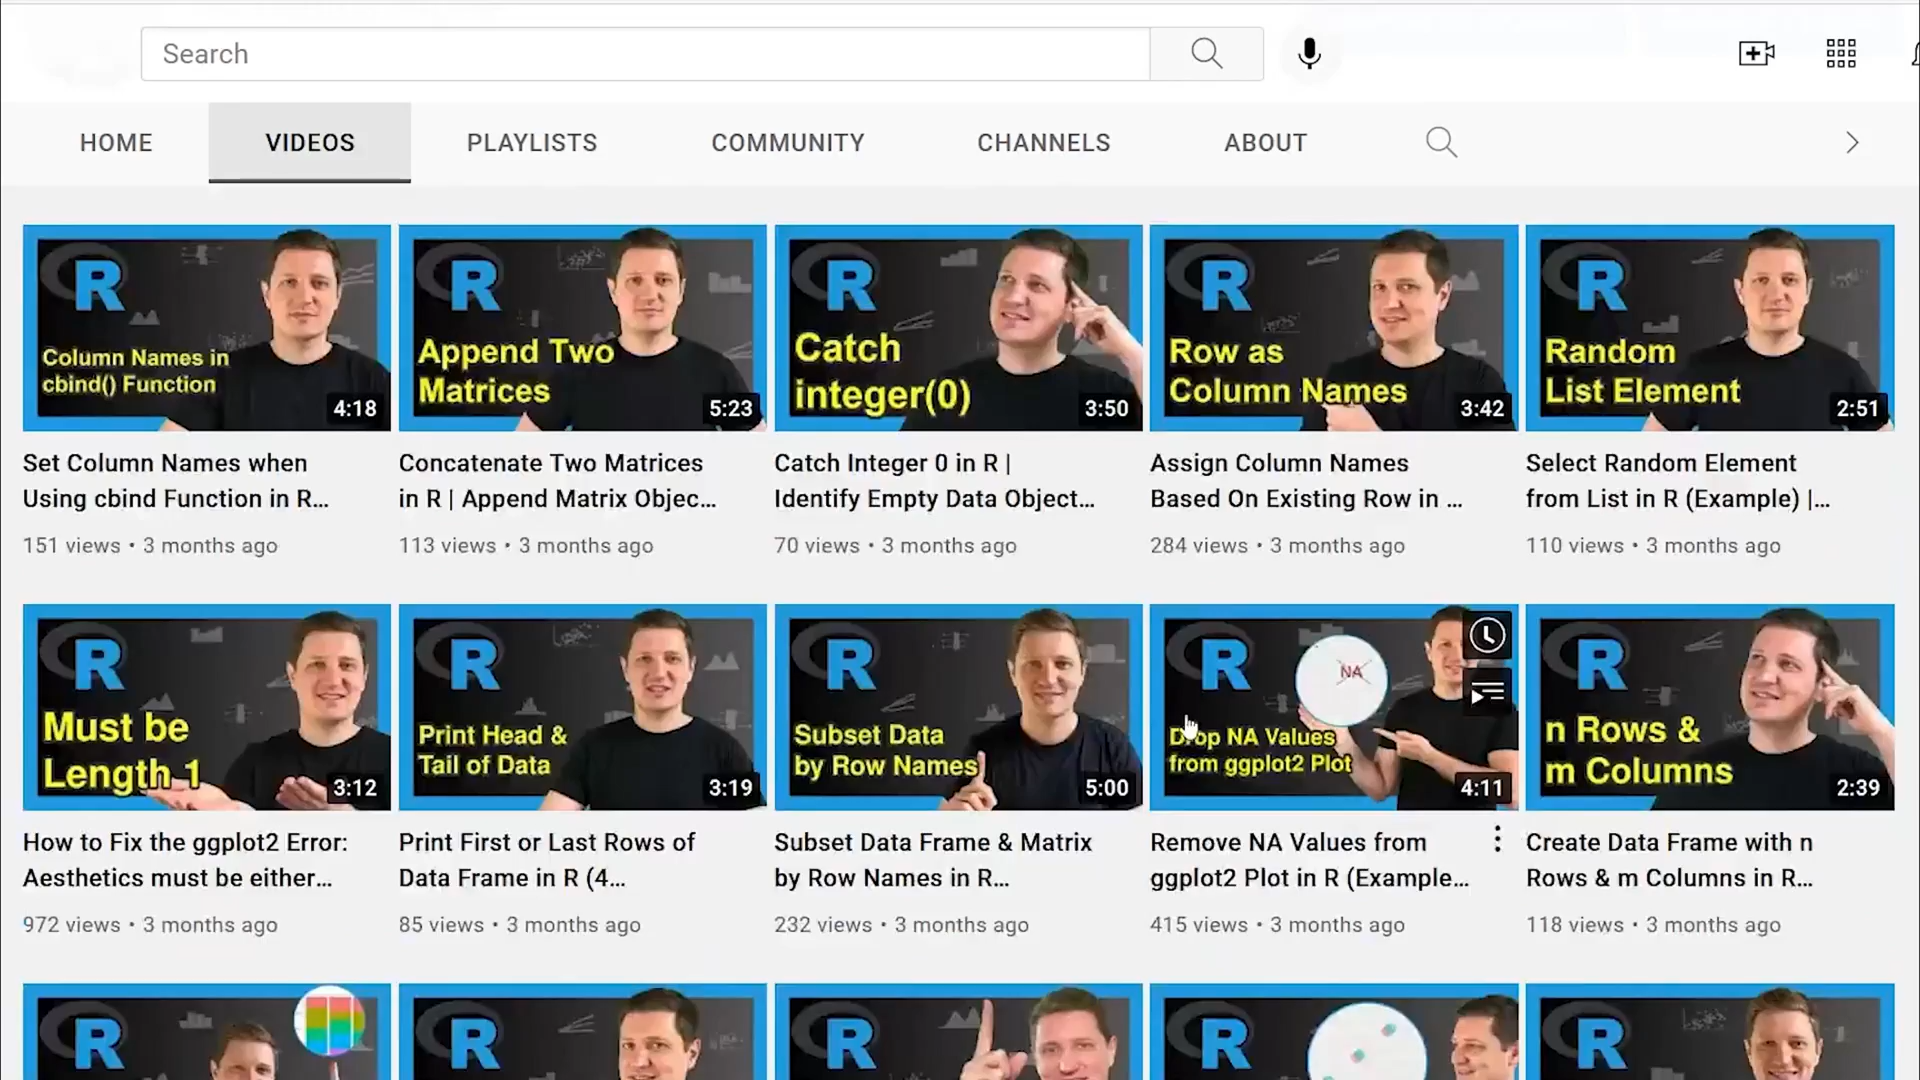 Search
HOME
VIDEOS
PLAYLISTS
COMMUNITY
CHANNELS
ABOUT
R
Column Names in
cbind() Function
4:18
R
Append Two
Matrices
5:23
R
Catch
integer(0)
3:50
R
Row as
Column Names
3:42
R
Random
List Element
2:51
Set Column Names when
Using cbind Function in R...
151 views • 3 months ago
Concatenate Two Matrices
in R | Append Matrix Objec...
113 views • 3 months ago
Catch Integer 0 in R |
Identify Empty Data Object...
70 views • 3 months ago
Assign Column Names
Based On Existing Row in ...
284 views • 3 months ago
Select Random Element
from List in R (Example) |...
110 views • 3 months ago
R
Must be
Length 1
3:12
R
Print Head &
Tail of Data
3:19
R
Subset Data
by Row Names
5:00
R
NA
Drop NA Values
from ggplot2 Plot
4:11
R
n Rows &
m Columns
2:39
How to Fix the ggplot2 Error:
Aesthetics must be either...
972 views • 3 months ago
Print First or Last Rows of
Data Frame in R (4...
85 views • 3 months ago
Subset Data Frame & Matrix
by Row Names in R...
232 views • 3 months ago
Remove NA Values from
ggplot2 Plot in R (Example...
415 views • 3 months ago
Create Data Frame with n
Rows & m Columns in R...
118 views • 3 months ago
R
R
R
R
R